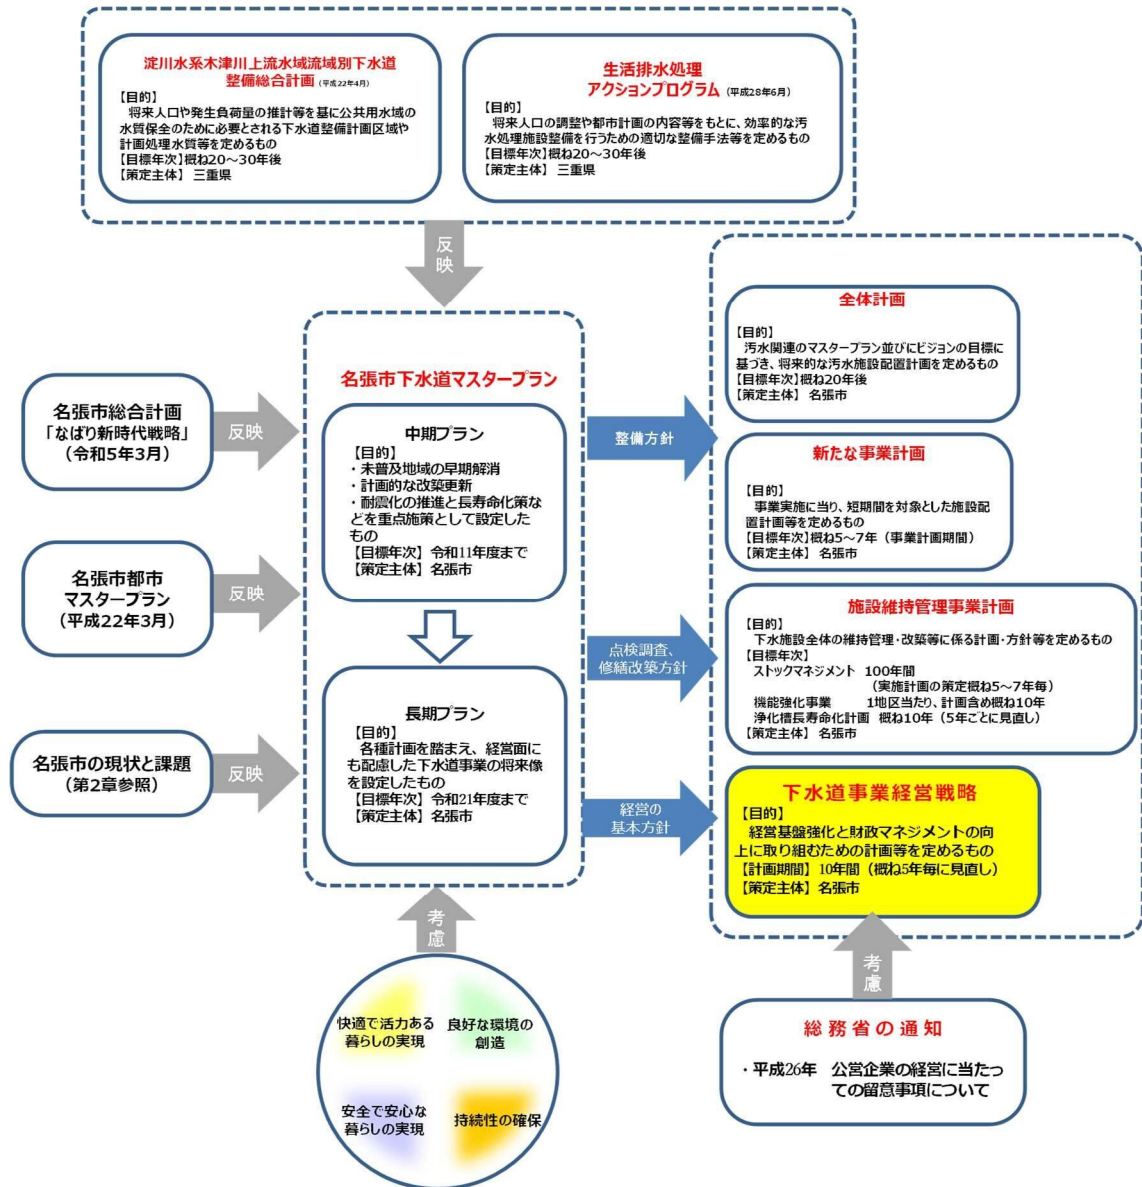 淀川水系木津川上流水域流域別下水道
整備総合計画（平成22年4月）
【目的】
将来人口や発生負荷量の推計等を基に公共用水域の
水質保全のために必要とされる下水道整備計画区域や
計画処理水質等を定めるもの
【目標年次】概ね20～30年後
【策定主体】 三重県
生活排水処理
アクションプログラム （平成28年6月）
【目的】
将来人口の調整や都市計画の内容等をもとに、効率的な汚
水処理施設整備を行うための適切な整備手法等を定めるもの
【目標年次】概ね20～30年後
【策定主体】 三重県
反映
名張市総合計画
「なばり新時代戦略」
（令和5年3月）
反映
名張市都市
マスタープラン
（平成22年3月）
反映
名張市の現状と課題
（第2章参照）
反映
名張市下水道マスタープラン
中期プラン
【目的】
・未普及地域の早期解消
・計画的な改築更新
・耐震化の推進と長寿命化策な
どを重点施策として設定した
もの
【目標年次】令和11年度まで
【策定主体】名張市
長期プラン
【目的】
各種計画を踏まえ、経営面に
も配慮した下水道事業の将来像
を設定したもの
【目標年次】令和21年度まで
【策定主体】名張市
整備方針
点検調査、
修繕改築方針
経営の
基本方針
全体計画
【目的】
汚水関連のマスタープラン並びにビジョンの目標に
基づき、将来的な汚水施設配置計画を定めるもの
【目標年次】概ね20年後
【策定主体】名張市
新たな事業計画
【目的】
事業実施に当り、短期間を対象とした施設配
置計画等を定めるもの
【目標年次】概ね5～7年（事業計画期間）
【策定主体】名張市
施設維持管理事業計画
【目的】
下水施設全体の維持管理・改築等に係る計画・方針等を定めるもの
【目標年次】
ストックマネジメント 100年間
（実施計画の策定概ね5～7年毎）
機能強化事業 1地区当たり、計画含め概ね10年
浄化槽長寿命化計画 概ね10年（5年ごとに見直し）
【策定主体】名張市
下水道事業経営戦略
【目的】
経営基盤強化と財政マネジメントの向
上に取り組むための計画等を定めるもの
【計画期間】10年間（概ね5年毎に見直し）
【策定主体】名張市
考慮
快適で活力ある
暮らしの実現
良好な環境の
創造
安全で安心な
暮らしの実現
持続性の確保
考慮
総務省の通知
・平成26年 公営企業の経営に当たっ
ての留意事項について